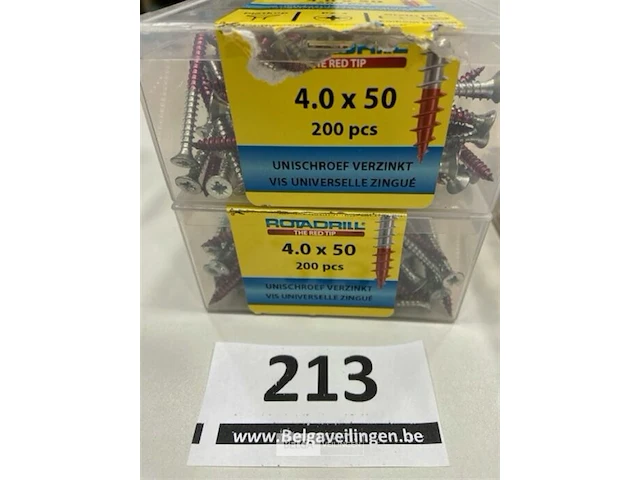 THE RED TIP
4.0 x 50
200 pcs
UNISCHROEF VERZINKT
VIS UNIVERSELLE ZINGUÉ
ROTADRILL
THE RED TIP
4.0 x 50
200 pcs
UNISCHROEF VERZINKT
VIS UNIVERSELLE ZINGUÉ
213
www.Belgaveilingen.be